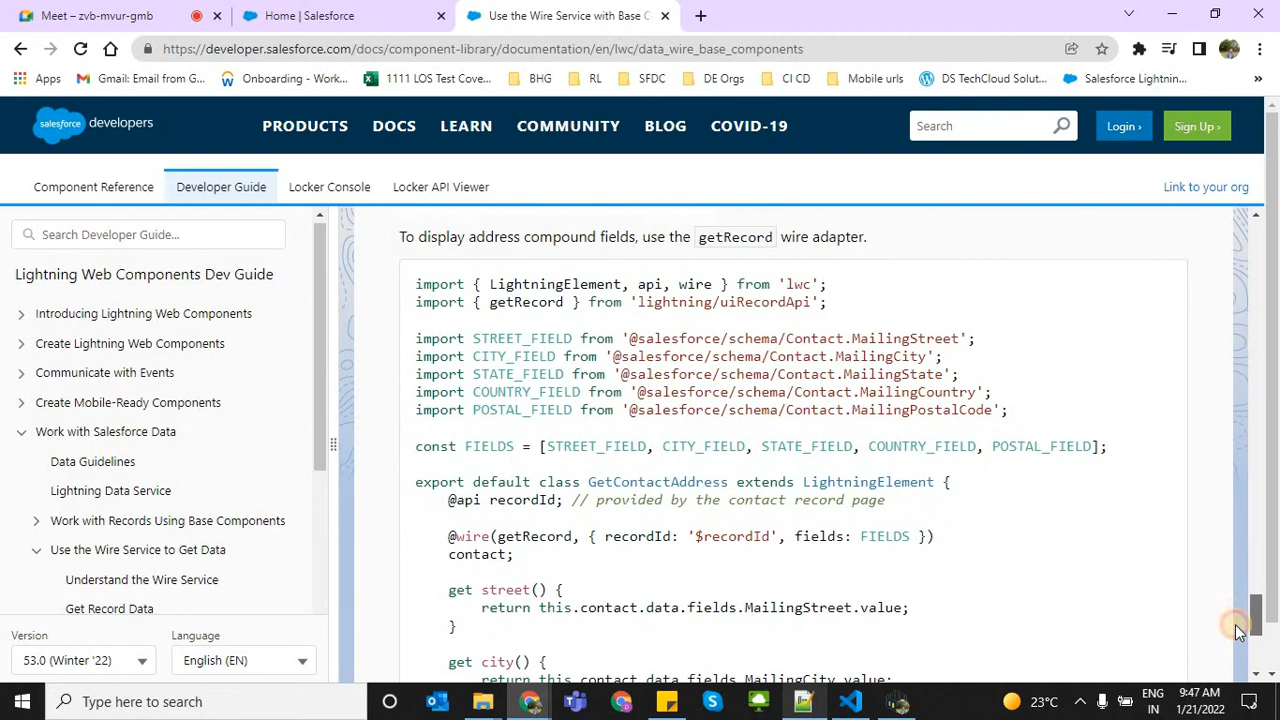 Meet – zvb-mvur-gmb
Home | Salesforce
Use the Wire Service with Base C
https://developer.salesforce.com/docs/component-library/documentation/en/lwc/data_wire_base_components
Apps
Gmail: Email from G...
Onboarding - Work...
1111 LOS Test Cove...
BHG
RL
SFDC
DE Orgs
CI CD
Mobile urls
DS TechCloud Solut...
Salesforce Lightnin...
»
salesforce developers
PRODUCTS
DOCS
LEARN
COMMUNITY
BLOG
COVID-19
Search
Login ›
Sign Up ›
Component Reference
Developer Guide
Locker Console
Locker API Viewer
Link to your org
Search Developer Guide...
Lightning Web Components Dev Guide
Introducing Lightning Web Components
Create Lightning Web Components
Communicate with Events
Create Mobile-Ready Components
Work with Salesforce Data
Data Guidelines
Lightning Data Service
Work with Records Using Base Components
Use the Wire Service to Get Data
Understand the Wire Service
Get Record Data
Version
53.0 (Winter '22)
Language
English (EN)
To display address compound fields, use the getRecord wire adapter.
import { LightningElement, api, wire } from 'lwc';
import { getRecord } from 'lightning/uiRecordApi';
import STREET_FIELD from '@salesforce/schema/Contact.MailingStreet';
import CITY_FIELD from '@salesforce/schema/Contact.MailingCity';
import STATE_FIELD from '@salesforce/schema/Contact.MailingState';
import COUNTRY_FIELD from '@salesforce/schema/Contact.MailingCountry';
import POSTAL_FIELD from '@salesforce/schema/Contact.MailingPostalCode';
const FIELDS = [STREET_FIELD, CITY_FIELD, STATE_FIELD, COUNTRY_FIELD, POSTAL_FIELD];
export default class GetContactAddress extends LightningElement {
@api recordId; // provided by the contact record page
@wire(getRecord, { recordId: '$recordId', fields: FIELDS })
contact;
get street() {
return this.contact.data.fields.MailingStreet.value;
}
get city() {
return this.contact.data.fields.MailingCity.value;
Type here to search
23°C
ENG
IN
9:47 AM
1/21/2022